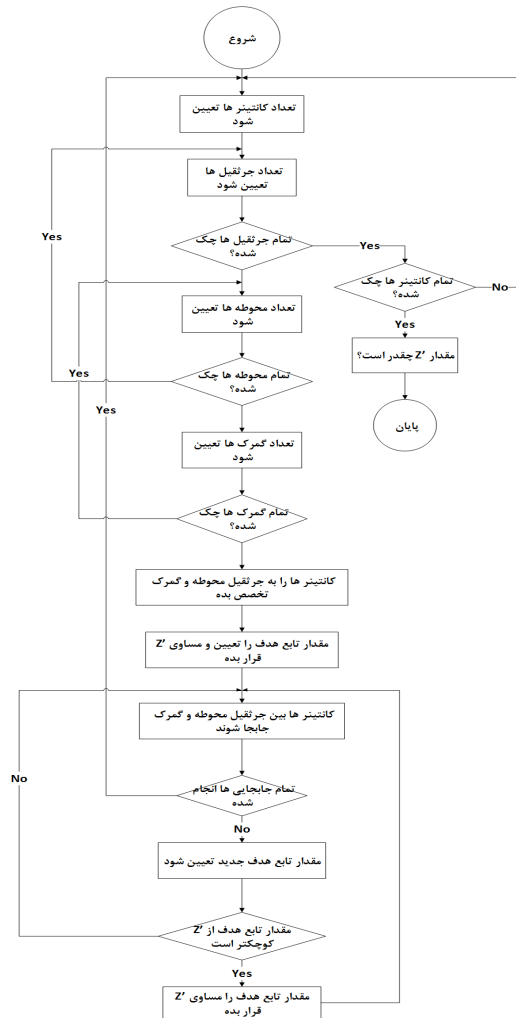 شروع
تعداد کانتینر ها تعیین
شود
تعداد جرثقیل ها
تعیین شود
Yes
تمام جرثقیل ها چک
شده؟
Yes
تمام کانتینر ها چک
شده؟
No
تعداد محوطه ها تعیین
شود
Yes
مقدار Z’ چقدر است؟
تمام محوطه ها چک
شده؟
Yes
Yes
پایان
تعداد گمرک ها تعیین
شود
تمام گمرک ها چک
شده؟
کانتینر ها را به جرثقیل محوطه و گمرک
تخصص بده
مقدار تابع هدف را تعیین و مساوی Z’
قرار بده
کانتینر ها بین جرثقیل محوطه و گمرک
جابجا شوند
No
تمام جابجایی ها انجام
شده
No
مقدار تابع هدف جدید تعیین شود
مقدار تابع هدف از Z’
کوچکتر است
Yes
مقدار تابع هدف را مساوی Z’
قرار بده